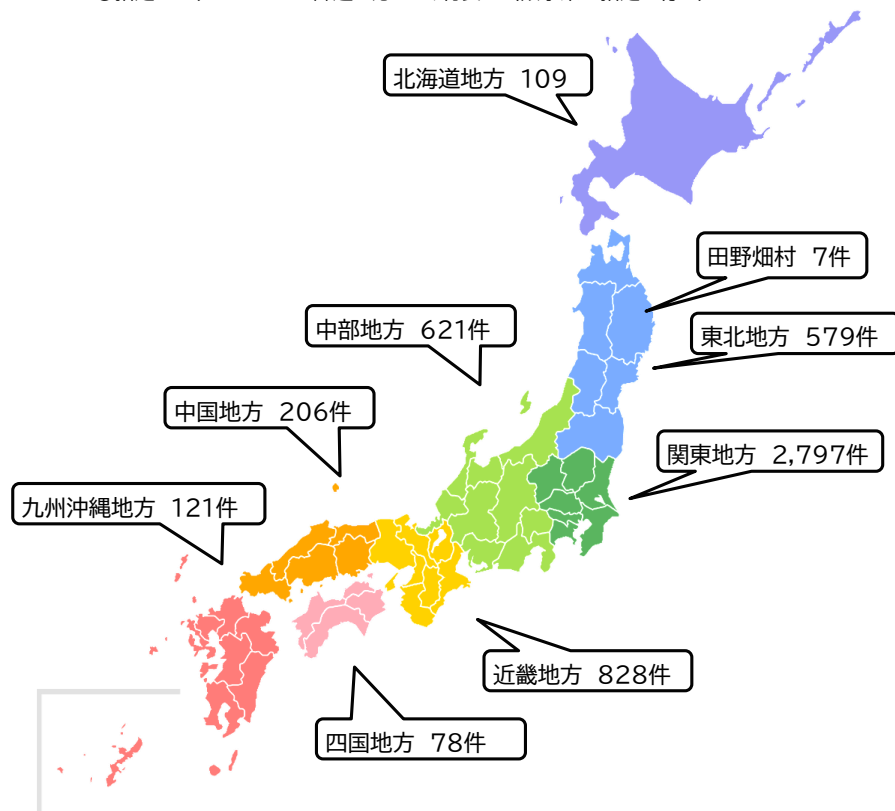 北海道地方 109
田野畑村 7件
中部地方 621件
東北地方 579件
中国地方 206件
関東地方 2,797件
九州沖縄地方 121件
近畿地方 828件
四国地方 78件